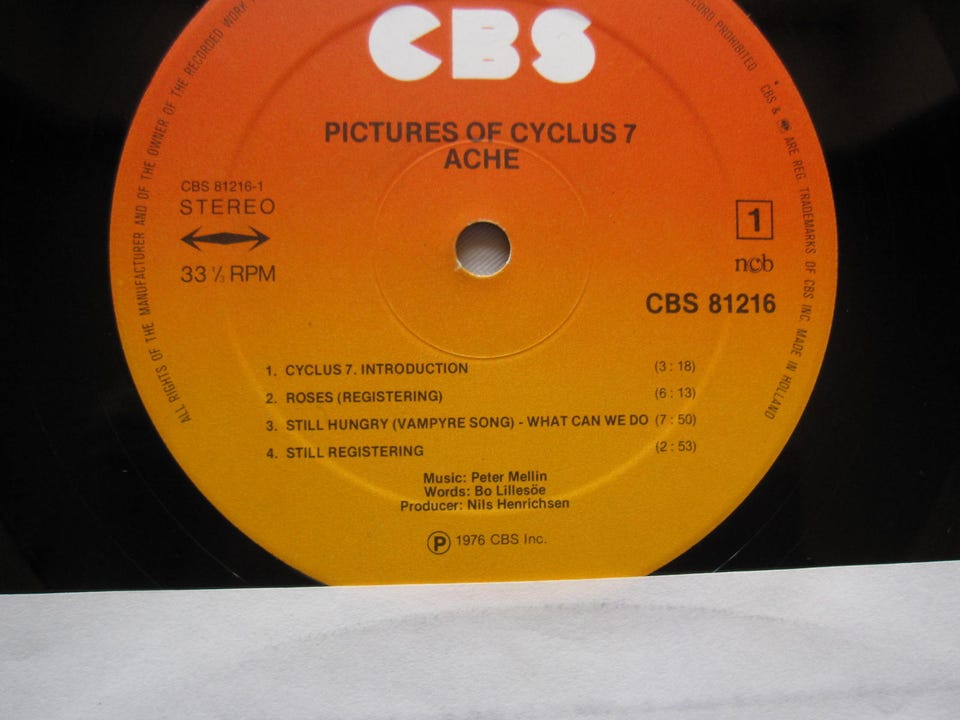 CBS
PICTURES OF CYCLUS 7
ACHE
CBS 81216-1
STEREO
33 ⅓ RPM
1
ncb
CBS 81216
1. CYCLUS 7. INTRODUCTION (3 : 18)
2. ROSES (REGISTERING) (6 : 13)
3. STILL HUNGRY (VAMPYRE SONG) - WHAT CAN WE DO (7 : 50)
4. STILL REGISTERING (2 : 53)
Music: Peter Mellin
Words: Bo Lillesöe
Producer: Nils Henrichsen
P 1976 CBS Inc.
ALL RIGHTS OF THE MANUFACTURER AND OF THE OWNER OF THE RECORDED WORK
RECORD PROHIBITED
CBS & ARE REG. TRADEMARKS OF CBS INC. MADE IN HOLLAND